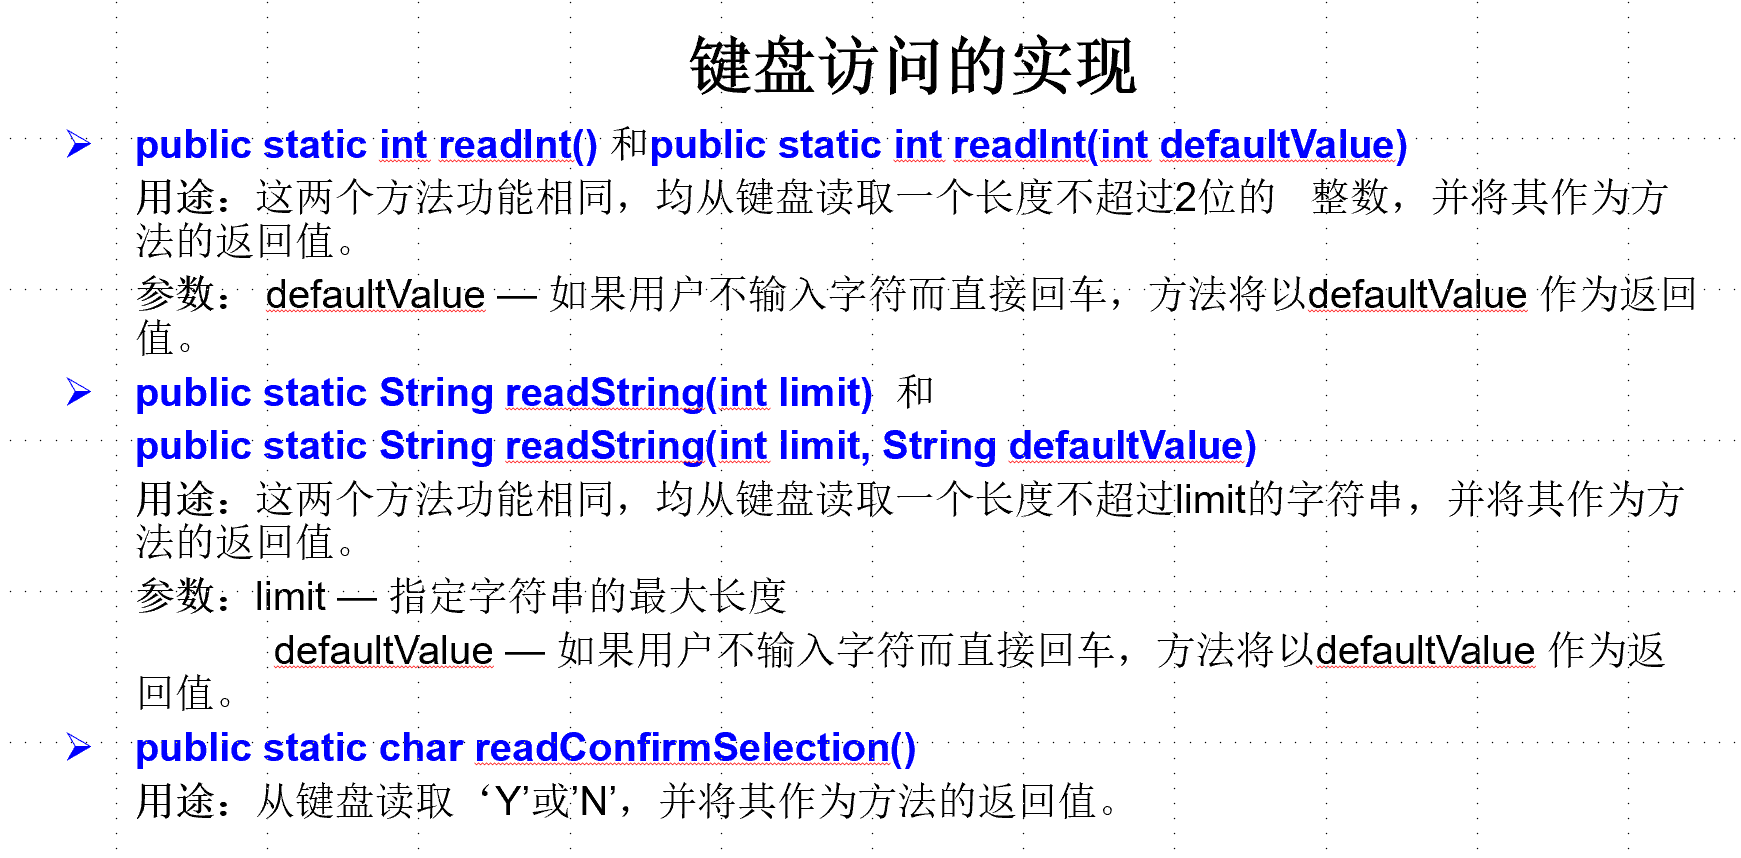 键盘访问的实现
public static int readInt() 和public static int readInt(int defaultValue)
用途：这两个方法功能相同，均从键盘读取一个长度不超过2位的 整数，并将其作为方
法的返回值。
参数： defaultValue — 如果用户不输入字符而直接回车，方法将以defaultValue 作为返回
值。
public static String readString(int limit) 和
public static String readString(int limit, String defaultValue)
用途：这两个方法功能相同，均从键盘读取一个长度不超过limit的字符串，并将其作为方
法的返回值。
参数：limit — 指定字符串的最大长度
defaultValue — 如果用户不输入字符而直接回车，方法将以defaultValue 作为返
回值。
public static char readConfirmSelection()
用途：从键盘读取‘Y’或’N’，并将其作为方法的返回值。